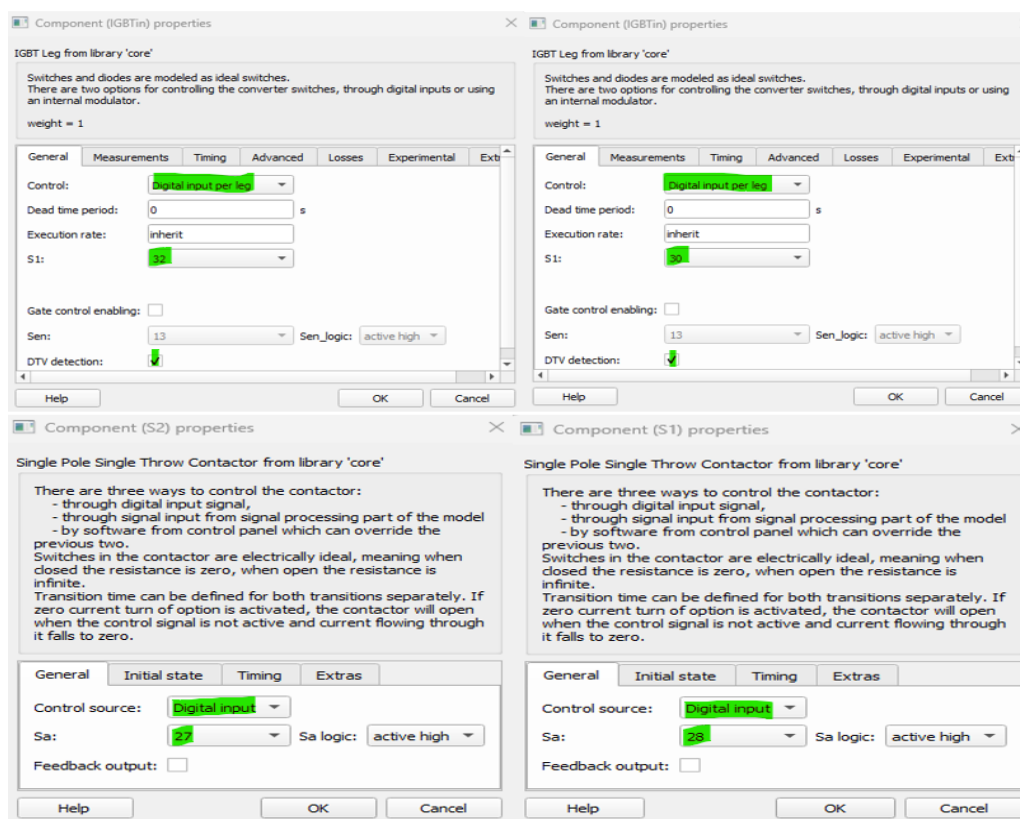 Component (IGBTin) properties
IGBT Leg from library 'core'
Switches and diodes are modeled as ideal switches.
There are two options for controlling the converter switches, through digital inputs or using
an internal modulator.
weight = 1
General Measurements Timing Advanced Losses Experimental Ext
Control: Digital input per leg
Dead time period: 0 s
Execution rate: inherit
S1: 32
Gate control enabling:
Sen: 13 Sen_logic: active high
DTV detection:
Help OK Cancel
Component (IGBTin) properties
IGBT Leg from library 'core'
Switches and diodes are modeled as ideal switches.
There are two options for controlling the converter switches, through digital inputs or using
an internal modulator.
weight = 1
General Measurements Timing Advanced Losses Experimental Ext
Control: Digital input per leg
Dead time period: 0 s
Execution rate: inherit
S1: 30
Gate control enabling:
Sen: 13 Sen_logic: active high
DTV detection:
Help OK Cancel
Component (S2) properties
Single Pole Single Throw Contactor from library 'core'
There are three ways to control the contactor:
- through digital input signal,
- through signal input from signal processing part of the model
- by software from control panel which can override the
previous two.
Switches in the contactor are electrically ideal, meaning when
closed the resistance is zero, when open the resistance is
infinite.
Transition time can be defined for both transitions separately. If
zero current turn of option is activated, the contactor will open
when the control signal is not active and current flowing through
it falls to zero.
General Initial state Timing Extras
Control source: Digital input
Sa: 27 Sa logic: active high
Feedback output:
Help OK Cancel
Component (S1) properties
Single Pole Single Throw Contactor from library 'core'
There are three ways to control the contactor:
- through digital input signal,
- through signal input from signal processing part of the model
- by software from control panel which can override the
previous two.
Switches in the contactor are electrically ideal, meaning when
closed the resistance is zero, when open the resistance is
infinite.
Transition time can be defined for both transitions separately. If
zero current turn of option is activated, the contactor will open
when the control signal is not active and current flowing through
it falls to zero.
General Initial state Timing Extras
Control source: Digital input
Sa: 28 Sa logic: active high
Feedback output:
Help OK Cancel